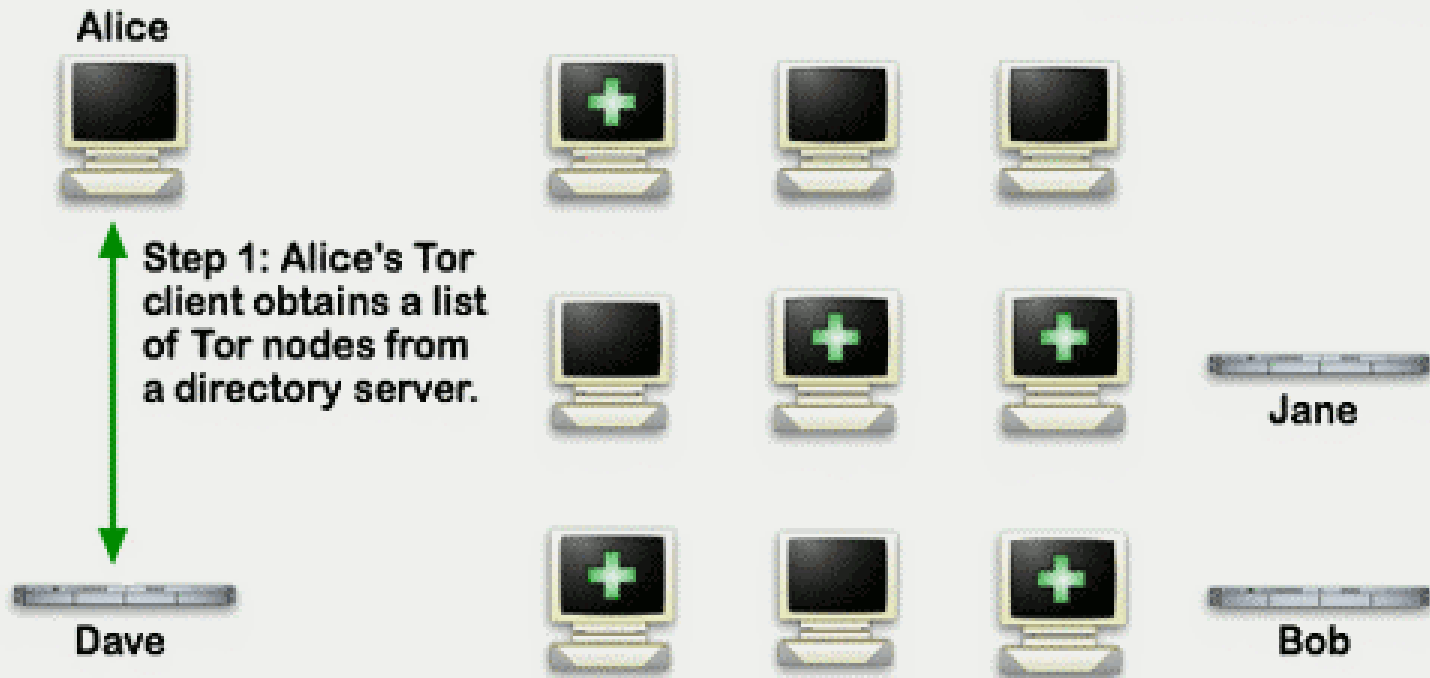 Alice
Step 1: Alice's Tor
client obtains a list
of Tor nodes from
a directory server.
Jane
Dave
Bob